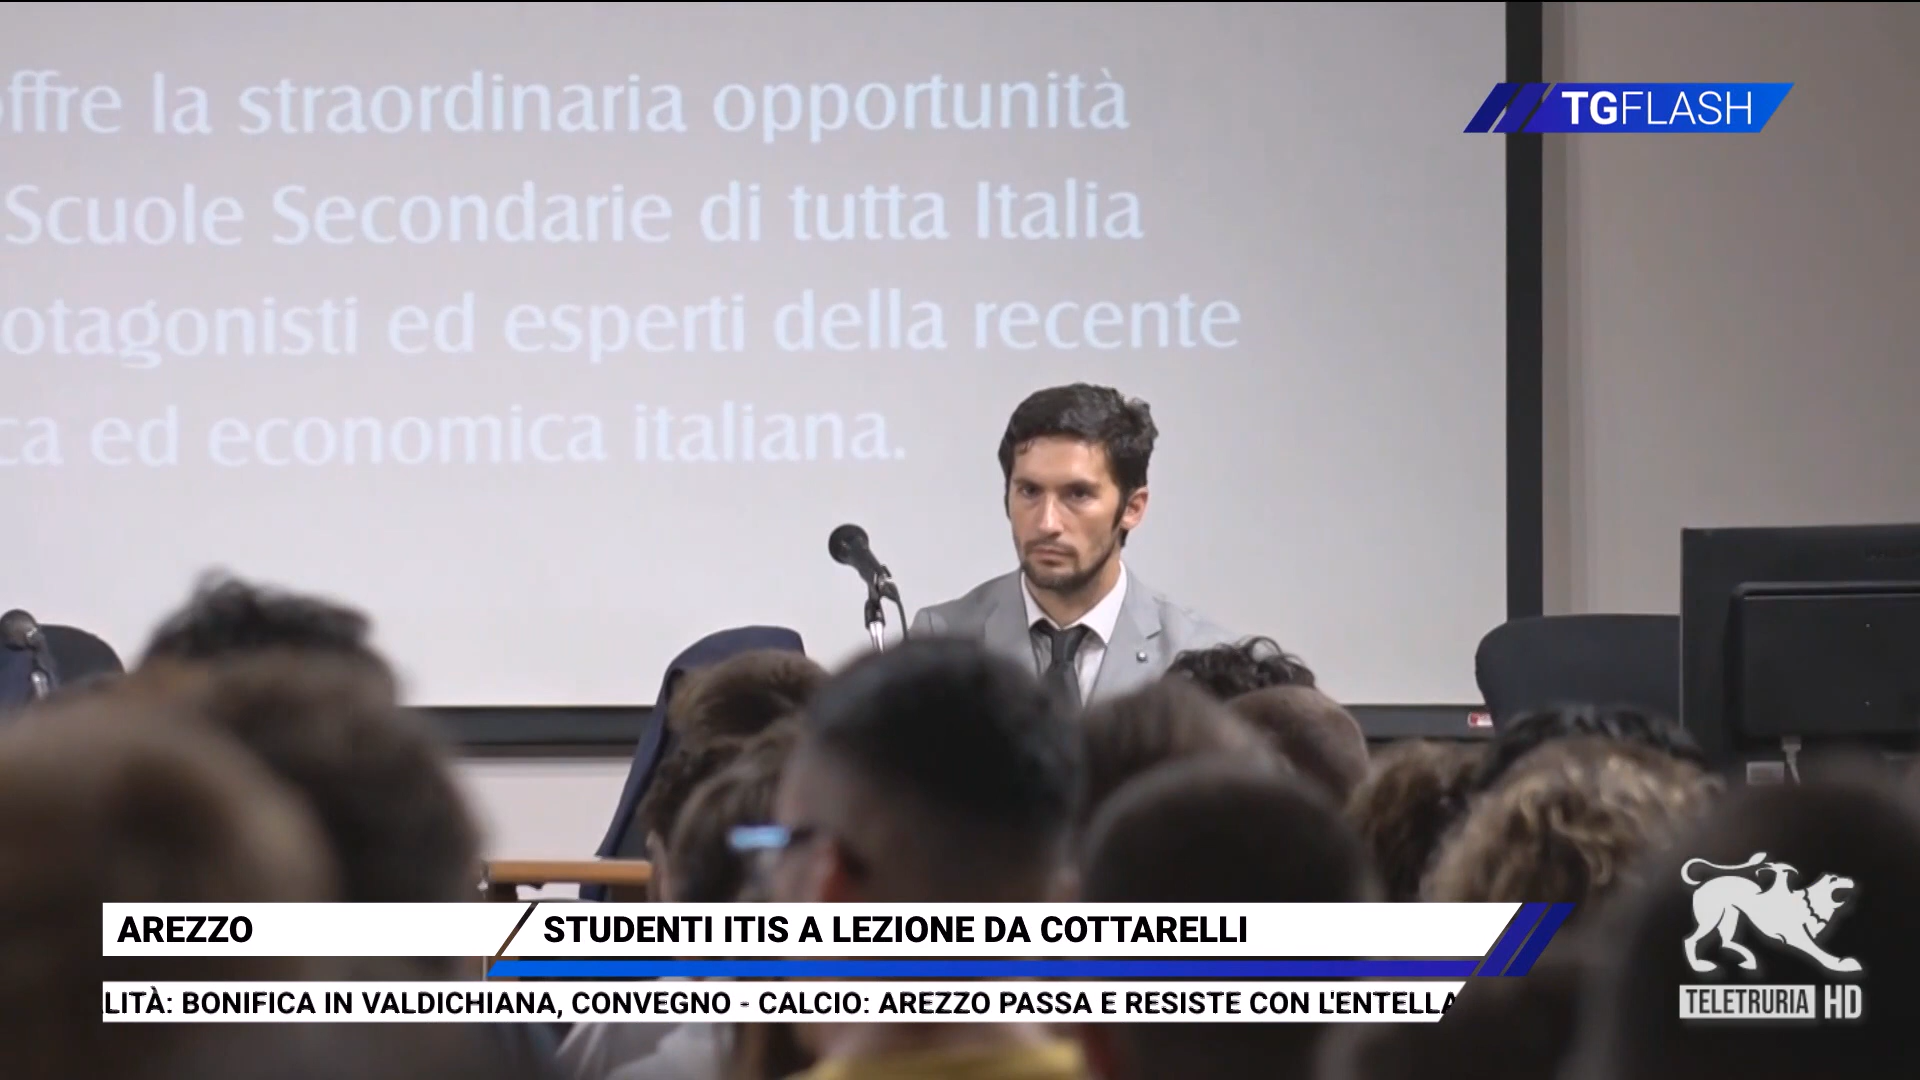 offre la straordinaria opportunità
Scuole Secondarie di tutta Italia
otagonisti ed esperti della recente
ca ed economica italiana.
TGFLASH
AREZZO
STUDENTI ITIS A LEZIONE DA COTTARELLI
LITÀ: BONIFICA IN VALDICHIANA, CONVEGNO - CALCIO: AREZZO PASSA E RESISTE CON L'ENTELLA
TELETRURIA HD